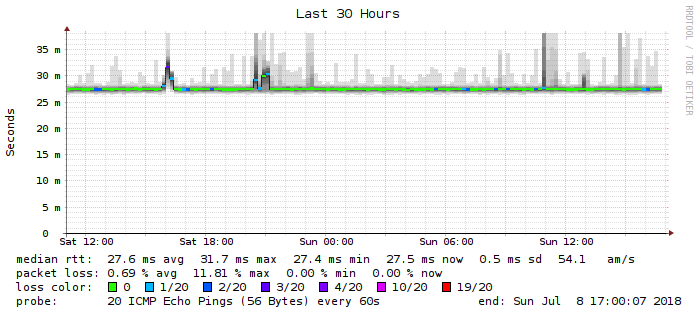 Last 30 Hours
RRDTOOL / TOBI OETIKER
Seconds
35 m
30 m
25 m
20 m
15 m
10 m
5 m
0
Sat 12:00 Sat 18:00 Sun 00:00 Sun 06:00 Sun 12:00
median rtt: 27.6 ms avg 31.7 ms max 27.4 ms min 27.5 ms now 0.5 ms sd 54.1 am/s
packet loss: 0.69 % avg 11.81 % max 0.00 % min 0.00 % now
loss color: 0 1/20 2/20 3/20 4/20 10/20 19/20
probe: 20 ICMP Echo Pings (56 Bytes) every 60s end: Sun Jul 8 17:00:07 2018